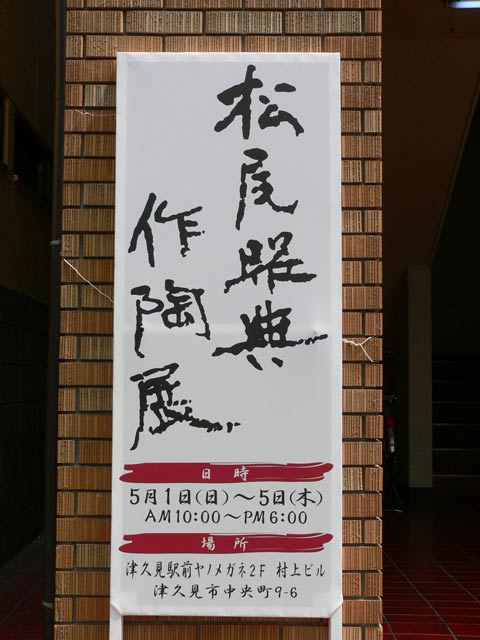 松尾昭典
作陶展
日時
5月1日(日)～5日(木)
AM10:00～PM6:00
場所
津久見駅前ヤノメガネ2F 村上ビル
津久見市中央町9-6